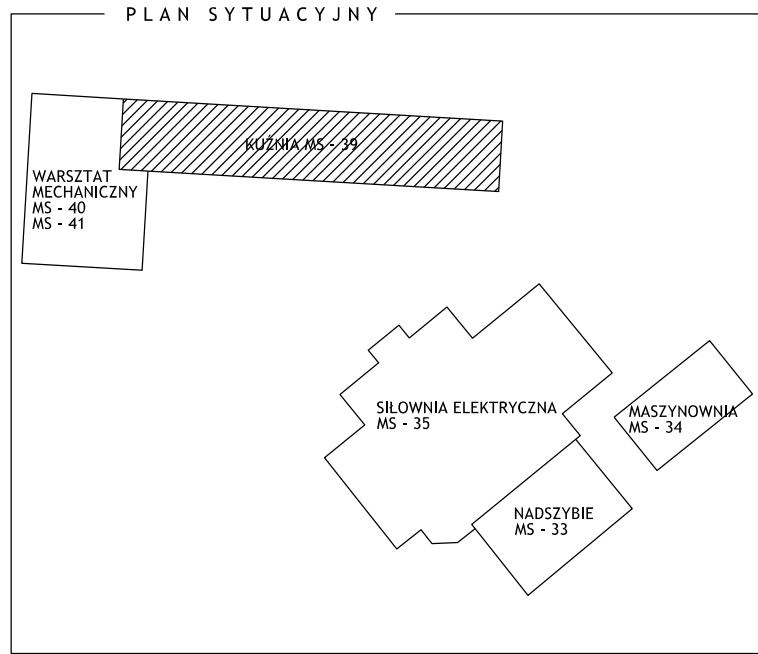 PLAN SYTUACYJNY
KUŹNIA MS - 39
WARSZTAT
MECHANICZNY
MS - 40
MS - 41
SIŁOWNIA ELEKTRYCZNA
MS - 35
MASZYNOWNIA
MS - 34
NADSZYBIE
MS - 33